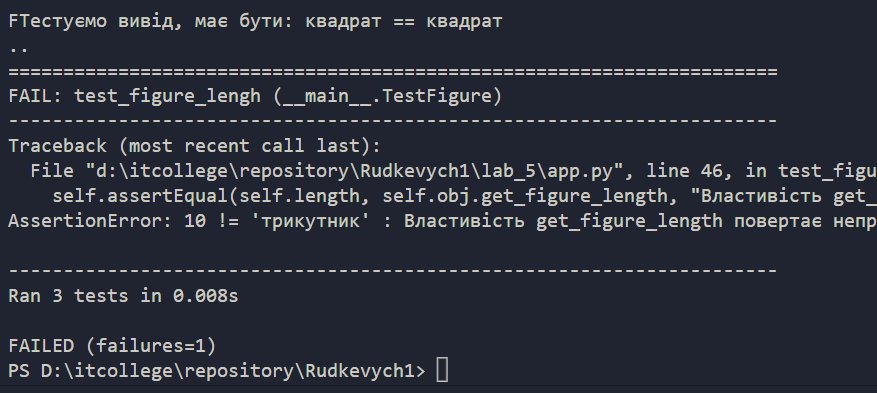 FТестуємо вивід, має бути: квадрат == квадрат
..
======================================================================
FAIL: test_figure_lengh (__main__.TestFigure)
----------------------------------------------------------------------
Traceback (most recent call last):
  File "d:\itcollege\repository\Rudkevych1\lab_5\app.py", line 46, in test_figu
    self.assertEqual(self.length, self.obj.get_figure_length, "Властивість get_
AssertionError: 10 != 'трикутник' : Властивість get_figure_length повертає непр
----------------------------------------------------------------------
Ran 3 tests in 0.008s
FAILED (failures=1)
PS D:\itcollege\repository\Rudkevych1>